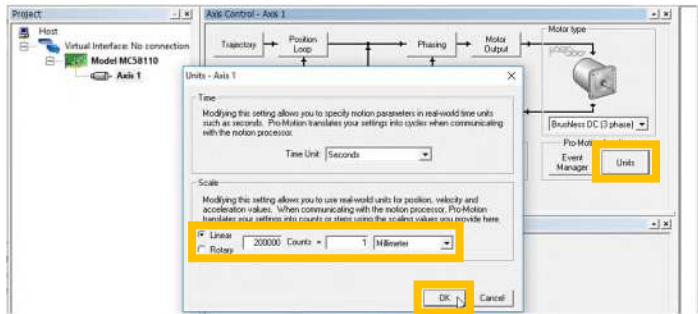 Project
Axis Control - Axis 1
Host
Virtual Interface: No connection
Model MC58110
Axis 1
Trajectory
Position Loop
Phasing
Motor Output
Motor type
Brushless DC (3 phase)
Event Manager
Units
Units - Axis 1
Time
Modifying this setting allows you to specify motion parameters in real-world time units
such as seconds. Pro-Motion translates your settings into cycles when communicating
with the motion processor.
Time Unit: Seconds
Scale
Modifying this setting allows you to use real-world units for position, velocity and
acceleration values. When communicating with the motion processor, Pro-Motion
translates your settings into counts or steps using the scaling values you provide here.
Linear
Rotary
200000 Counts = 1 Millimeter
OK
Cancel